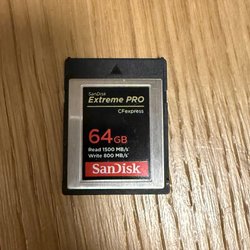 SanDisk
Extreme PRO
CFexpress
64GB
Read 1500 MB/s
Write 800 MB/s
SanDisk